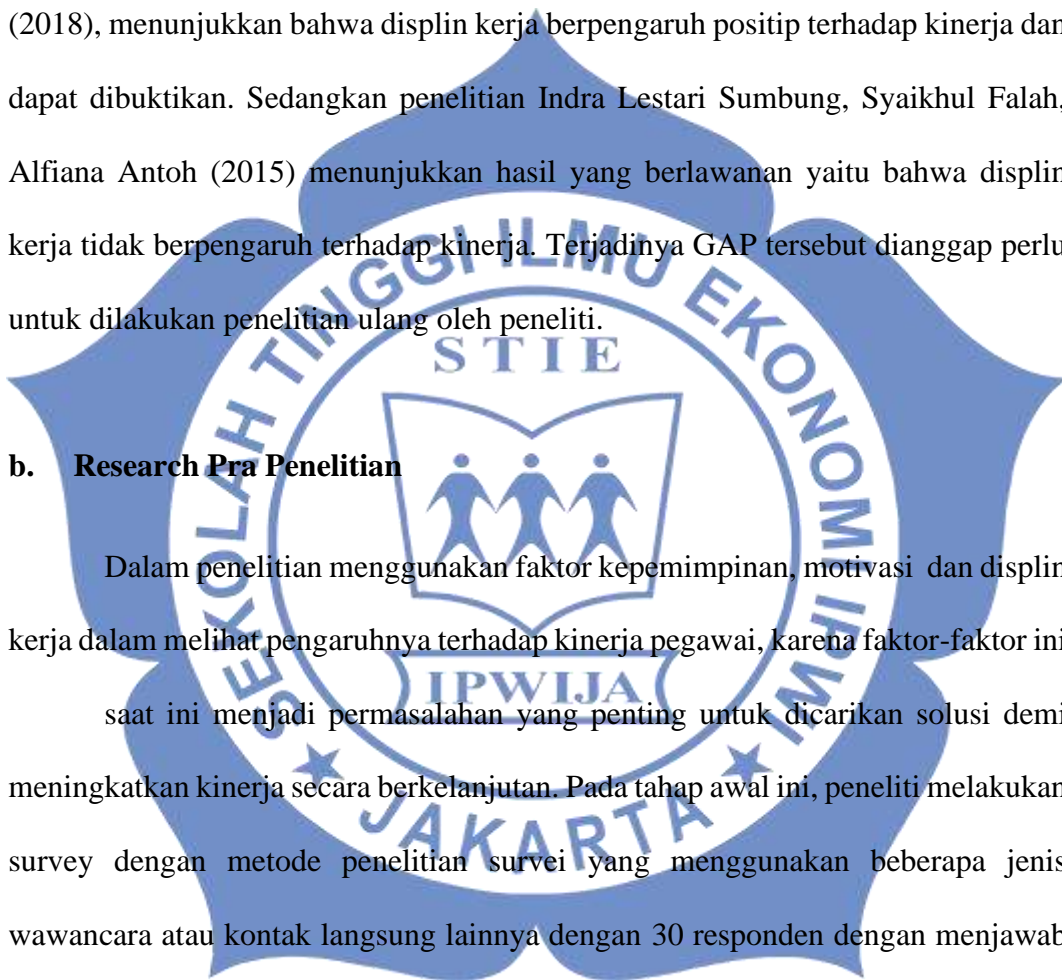 (2018), menunjukkan bahwa displin kerja berpengaruh positip terhadap kinerja dan
dapat dibuktikan. Sedangkan penelitian Indra Lestari Sumbung, Syaikhul Falah,
Alfiana Antoh (2015) menunjukkan hasil yang berlawanan yaitu bahwa displin
kerja tidak berpengaruh terhadap kinerja. Terjadinya GAP tersebut dianggap perlu
untuk dilakukan penelitian ulang oleh peneliti.
SEKOLAH TINGGI ILMU EKONOMI IPWI
STIE
b. Research Pra Penelitian
Dalam penelitian menggunakan faktor kepemimpinan, motivasi dan displin
kerja dalam melihat pengaruhnya terhadap kinerja pegawai, karena faktor-faktor ini
IPWIJA
saat ini menjadi permasalahan yang penting untuk dicarikan solusi demi
meningkatkan kinerja secara berkelanjutan. Pada tahap awal ini, peneliti melakukan
JAKARTA
survey dengan metode penelitian survei yang menggunakan beberapa jenis
wawancara atau kontak langsung lainnya dengan 30 responden dengan menjawab